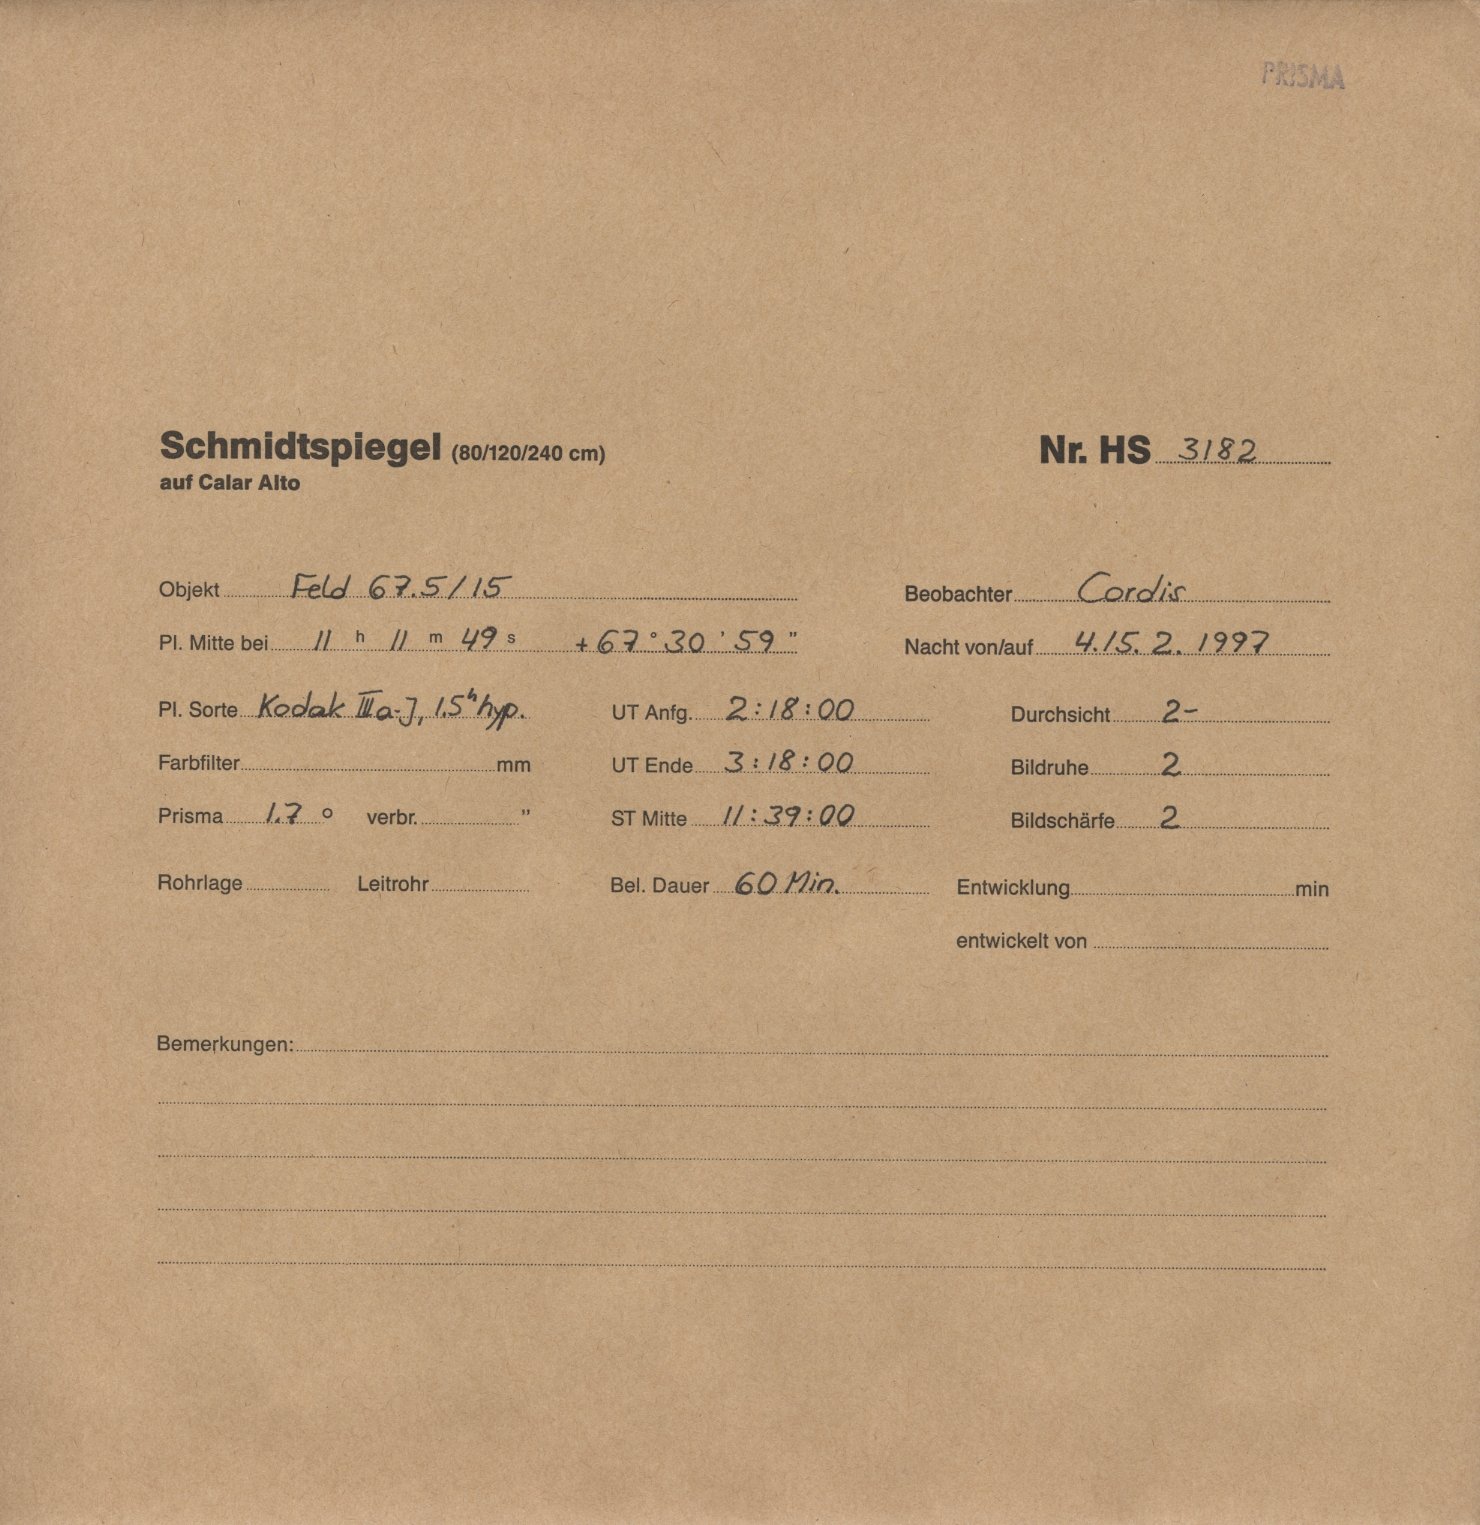 PRISMA
Schmidtspiegel (80/120/240 cm)
auf Calar Alto
Nr. HS 3182
Objekt Feld 67.5/15
Beobachter Cordis
Pl. Mitte bei 11 h 11 m 49 s +67° 30' 59"
Nacht von/auf 4./5. 2. 1997
Pl. Sorte Kodak IIIa-J, 1.5h hyp.
UT Anfg. 2:18:00
Durchsicht 2-
Farbfilter mm
UT Ende 3:18:00
Bildruhe 2
Prisma 1.7 ° verbr. "
ST Mitte 11:39:00
Bildschärfe 2
Rohrlage Leitrohr
Bel. Dauer 60 Min.
Entwicklung min
entwickelt von
Bemerkungen: